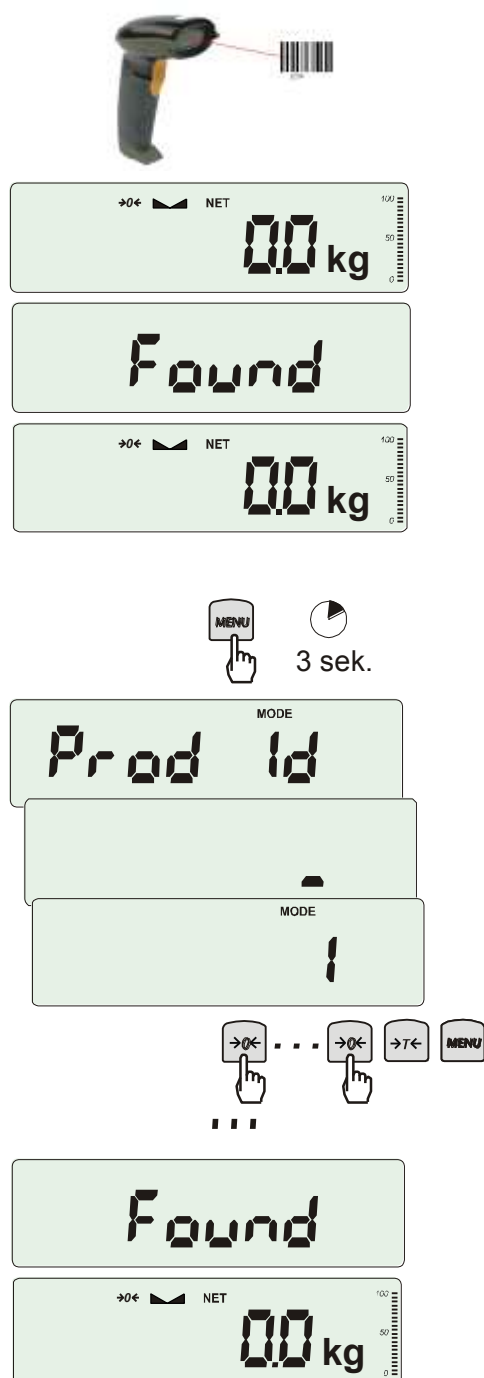 →0← NET 100
50
0.0 kg
0
Found
→0← NET 100
50
0.0 kg
0
MENU
3 sek.
MODE
Prod Id
-
MODE
1
→0← ... →0← →T← MENU
...
Found
→0← NET 100
50
0.0 kg
0